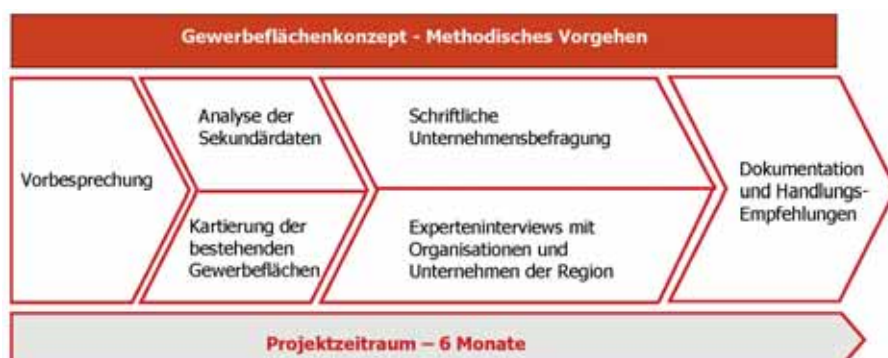 Gewerbeflächenkonzept - Methodisches Vorgehen
Vorbesprechung
Analyse der
Sekundärdaten
Kartierung der
bestehenden
Gewerbeflächen
Schriftliche
Unternehmensbefragung
Experteninterviews mit
Organisationen und
Unternehmen der Region
Dokumentation
und Handlungs-
Empfehlungen
Projektzeitraum – 6 Monate